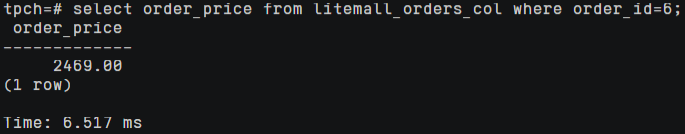 tpch=# select order_price from litemall_orders_col where order_id=6;
 order_price
-------------
     2469.00
(1 row)

Time: 6.517 ms